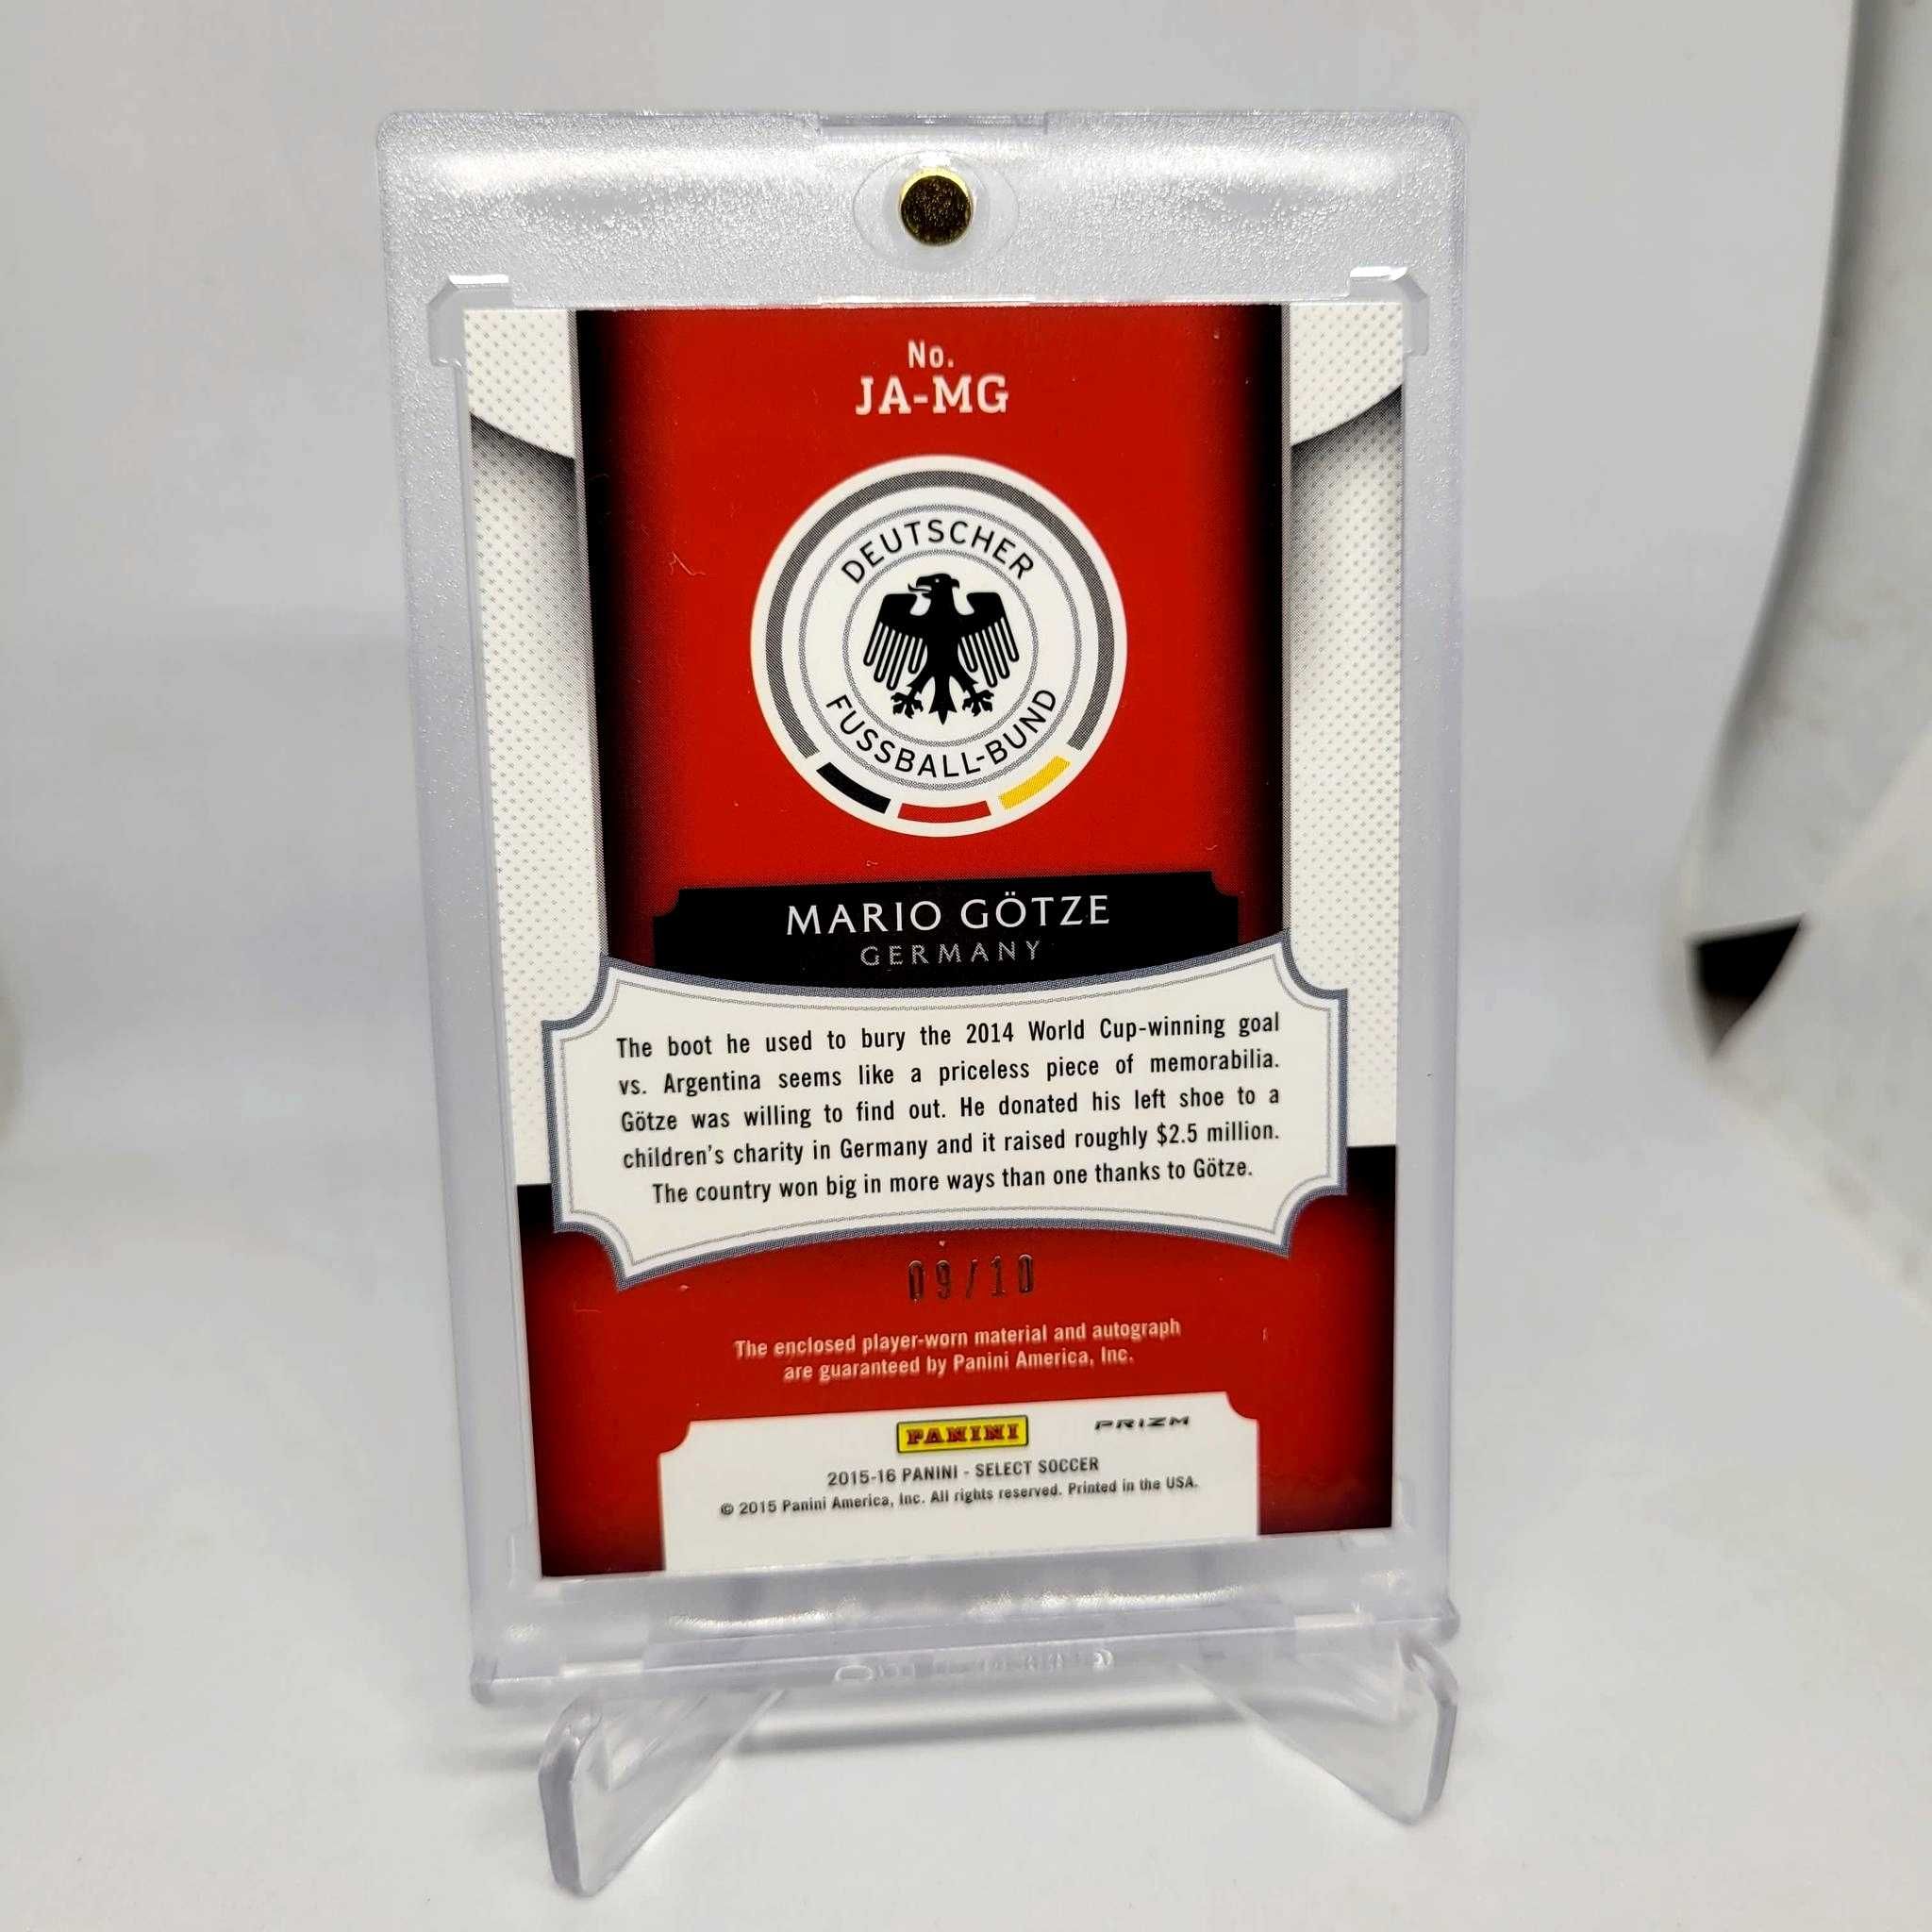 No.
JA-MG
DEUTSCHER
FUSSBALL-BUND
MARIO GÖTZE
GERMANY
The boot he used to bury the 2014 World Cup-winning goal
vs. Argentina seems like a priceless piece of memorabilia.
Götze was willing to find out. He donated his left shoe to a
children's charity in Germany and it raised roughly $2.5 million.
The country won big in more ways than one thanks to Götze.
09/10
The enclosed player-worn material and autograph
are guaranteed by Panini America, Inc.
PANINI
PRIZM
2015-16 PANINI - SELECT SOCCER
© 2015 Panini America, Inc. All rights reserved. Printed in the USA.